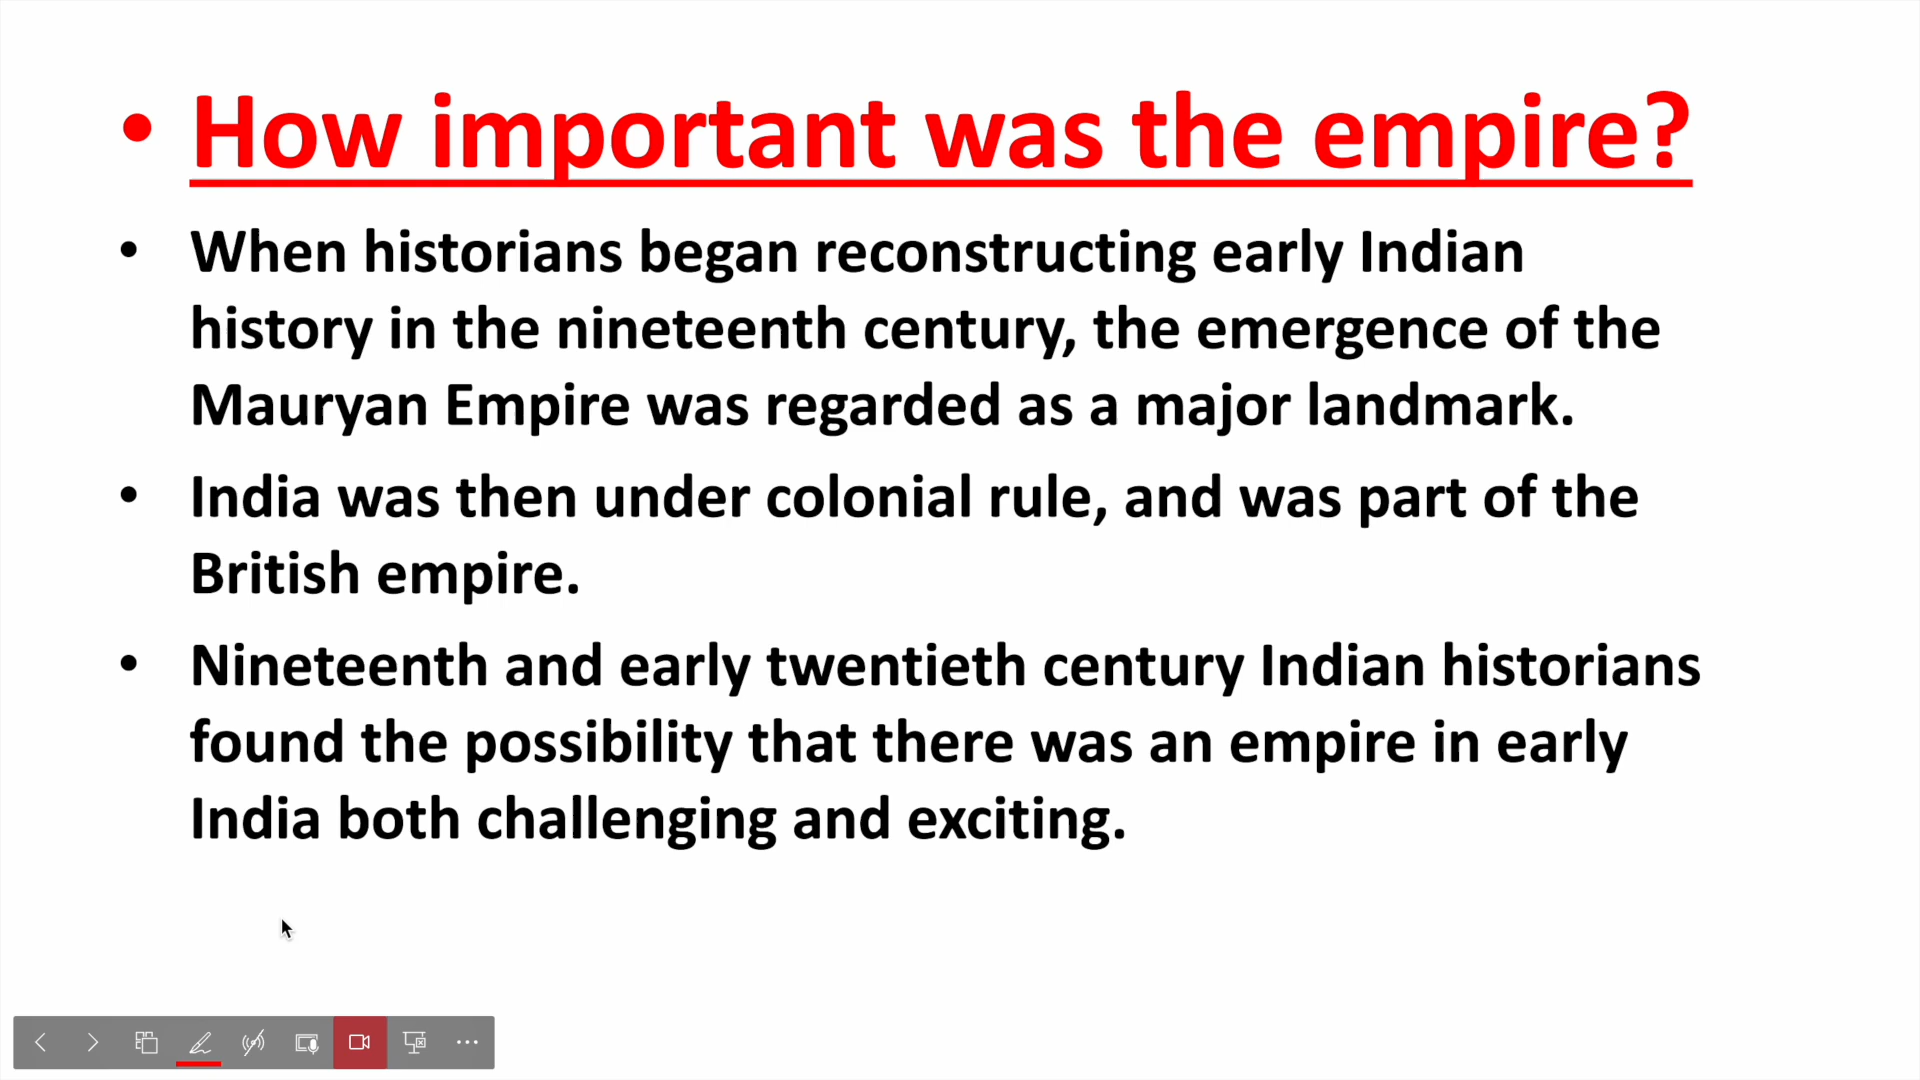 • How important was the empire?
• When historians began reconstructing early Indian
history in the nineteenth century, the emergence of the
Mauryan Empire was regarded as a major landmark.
• India was then under colonial rule, and was part of the
British empire.
• Nineteenth and early twentieth century Indian historians
found the possibility that there was an empire in early
India both challenging and exciting.